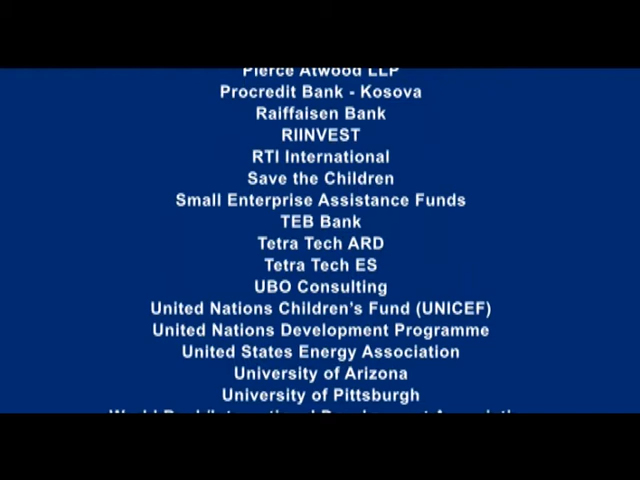 Pierce Atwood LLP
Procredit Bank - Kosova
Raiffaisen Bank
RIINVEST
RTI International
Save the Children
Small Enterprise Assistance Funds
TEB Bank
Tetra Tech ARD
Tetra Tech ES
UBO Consulting
United Nations Children's Fund (UNICEF)
United Nations Development Programme
United States Energy Association
University of Arizona
University of Pittsburgh